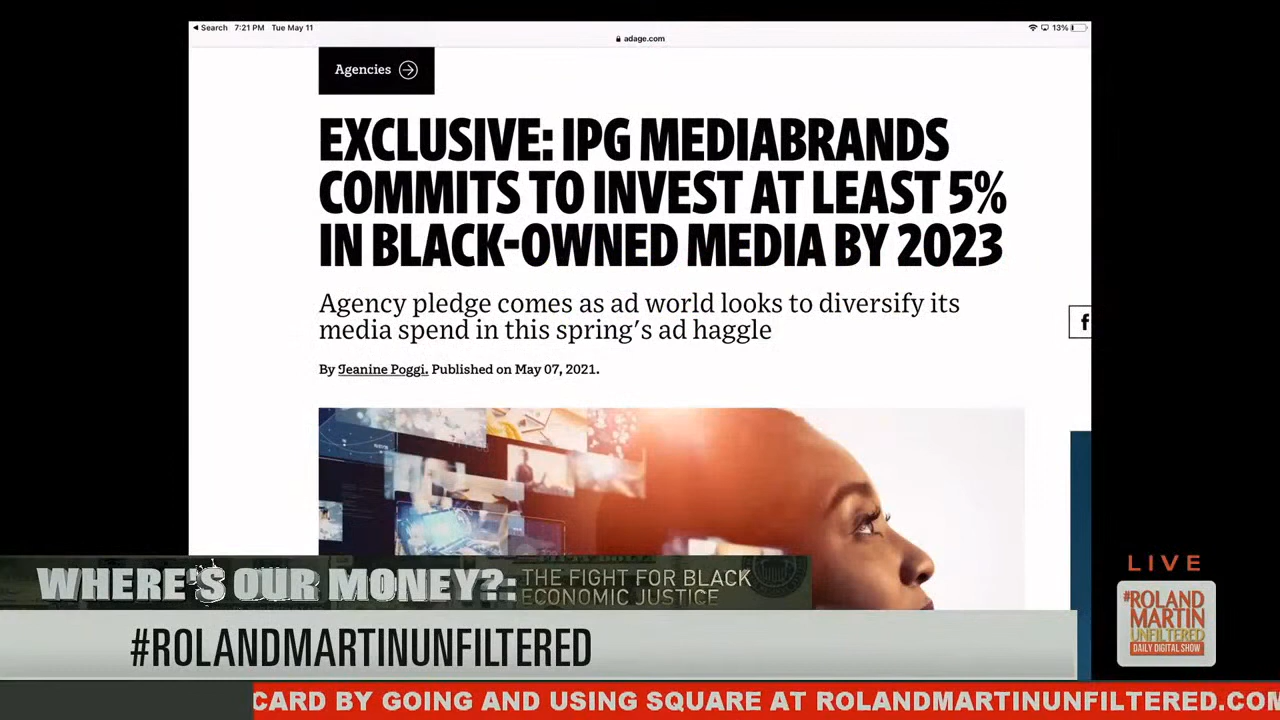 Search 7:21 PM Tue May 11
13%
adage.com
Agencies
EXCLUSIVE: IPG MEDIABRANDS
COMMITS TO INVEST AT LEAST 5%
IN BLACK-OWNED MEDIA BY 2023
Agency pledge comes as ad world looks to diversify its
media spend in this spring's ad haggle
f
By Jeanine Poggi. Published on May 07, 2021.
WHERE'S OUR MONEY?: THE FIGHT FOR BLACK
ECONOMIC JUSTICE
#ROLANDMARTINUNFILTERED
LIVE
#ROLAND
MARTIN
UNFILTERED
DAILY DIGITAL SHOW
CARD BY GOING AND USING SQUARE AT ROLANDMARTINUNFILTERED.COM